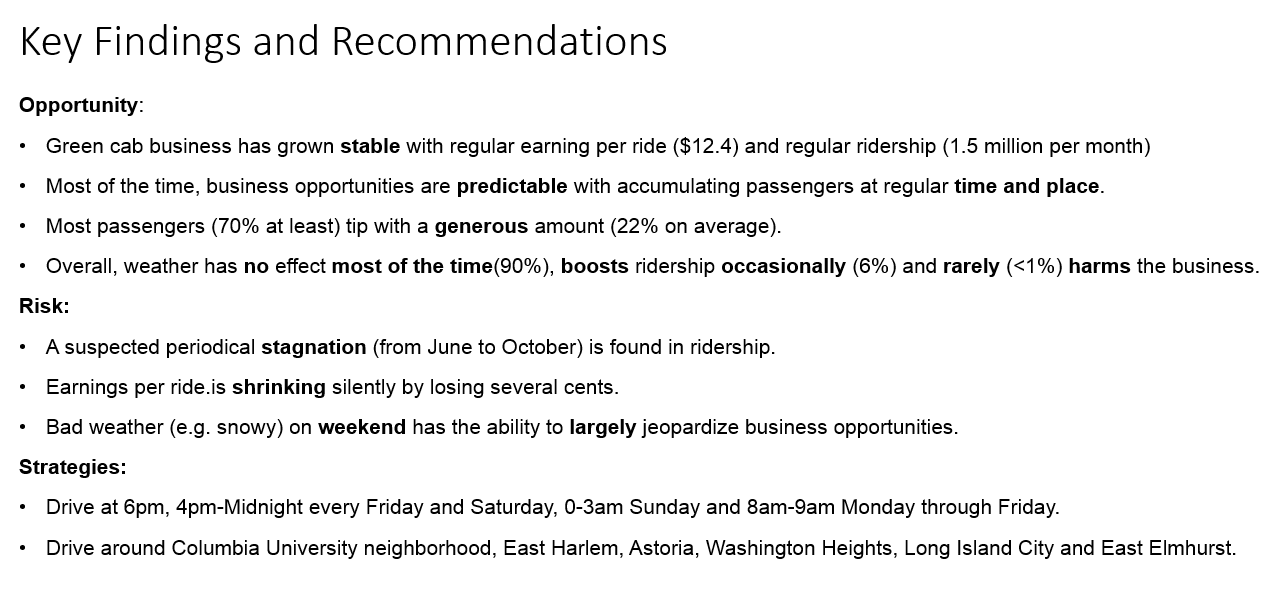 Key Findings and Recommendations
Opportunity:
• Green cab business has grown stable with regular earning per ride ($12.4) and regular ridership (1.5 million per month)
• Most of the time, business opportunities are predictable with accumulating passengers at regular time and place.
• Most passengers (70% at least) tip with a generous amount (22% on average).
• Overall, weather has no effect most of the time(90%), boosts ridership occasionally (6%) and rarely (<1%) harms the business.
Risk:
• A suspected periodical stagnation (from June to October) is found in ridership.
• Earnings per ride.is shrinking silently by losing several cents.
• Bad weather (e.g. snowy) on weekend has the ability to largely jeopardize business opportunities.
Strategies:
• Drive at 6pm, 4pm-Midnight every Friday and Saturday, 0-3am Sunday and 8am-9am Monday through Friday.
• Drive around Columbia University neighborhood, East Harlem, Astoria, Washington Heights, Long Island City and East Elmhurst.